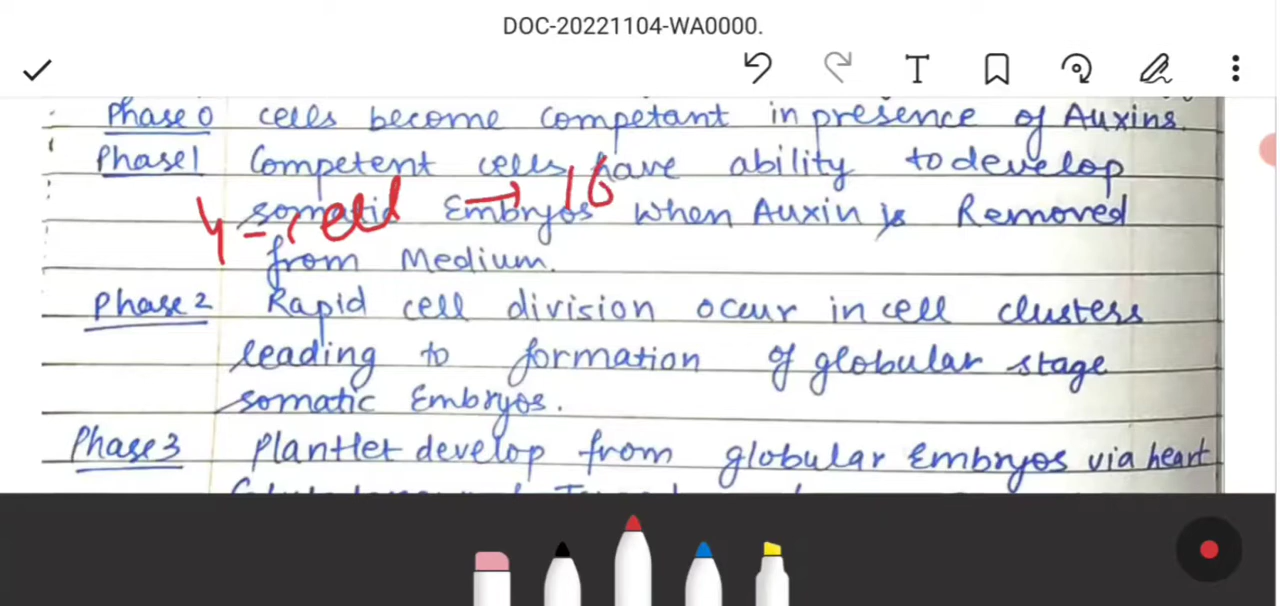 DOC-20221104-WA0000.
T
Phase 0 cells become competant in presence of Auxins.
Phase 1 Competent cells have ability to develop
4-celld → 16
somatic Embryos when Auxin is Removed
from Medium.
Phase 2 Rapid cell division occur in cell clusters
leading to formation of globular stage
somatic Embryos.
Phase 3 Plantlet develop from globular Embryos via heart